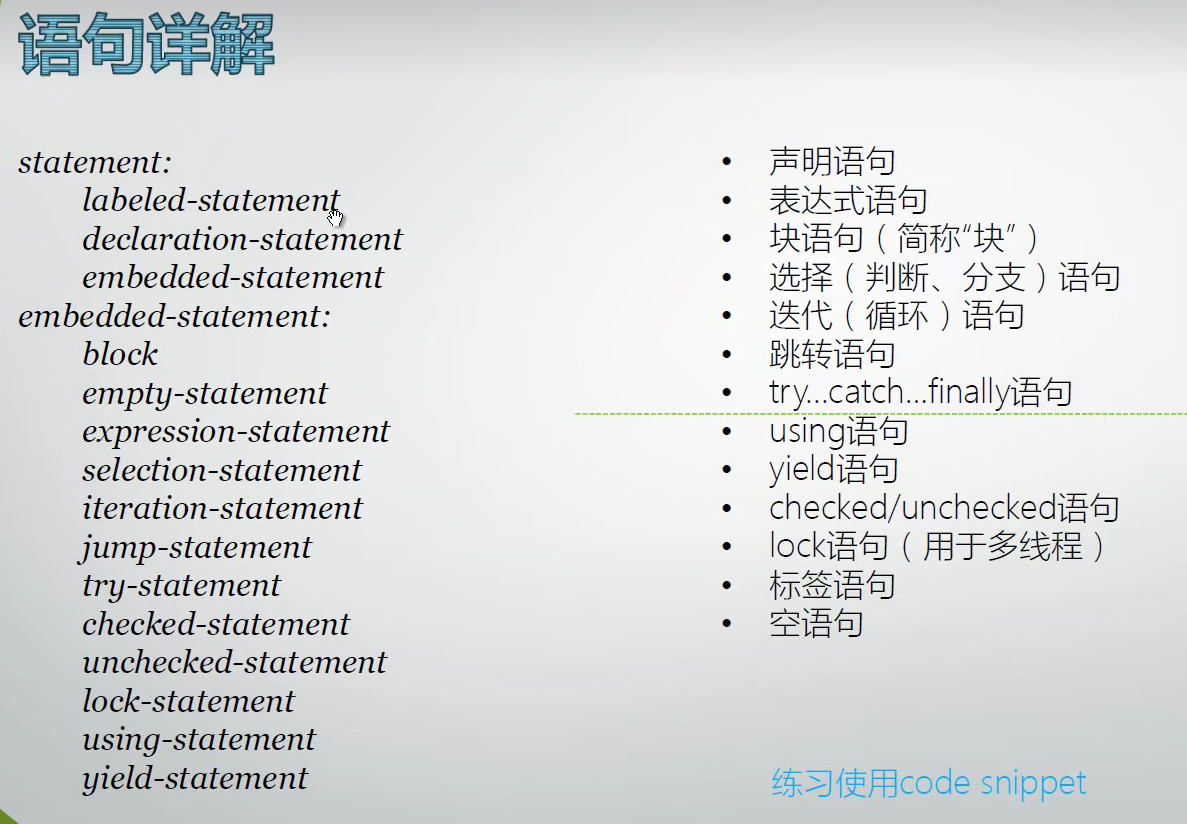 语句详解
statement:
labeled-statement
declaration-statement
embedded-statement
embedded-statement:
block
empty-statement
expression-statement
selection-statement
iteration-statement
jump-statement
try-statement
checked-statement
unchecked-statement
lock-statement
using-statement
yield-statement
• 声明语句
• 表达式语句
• 块语句（简称“块”）
• 选择（判断、分支）语句
• 迭代（循环）语句
• 跳转语句
• try...catch...finally语句
• using语句
• yield语句
• checked/unchecked语句
• lock语句（用于多线程）
• 标签语句
• 空语句
练习使用code snippet